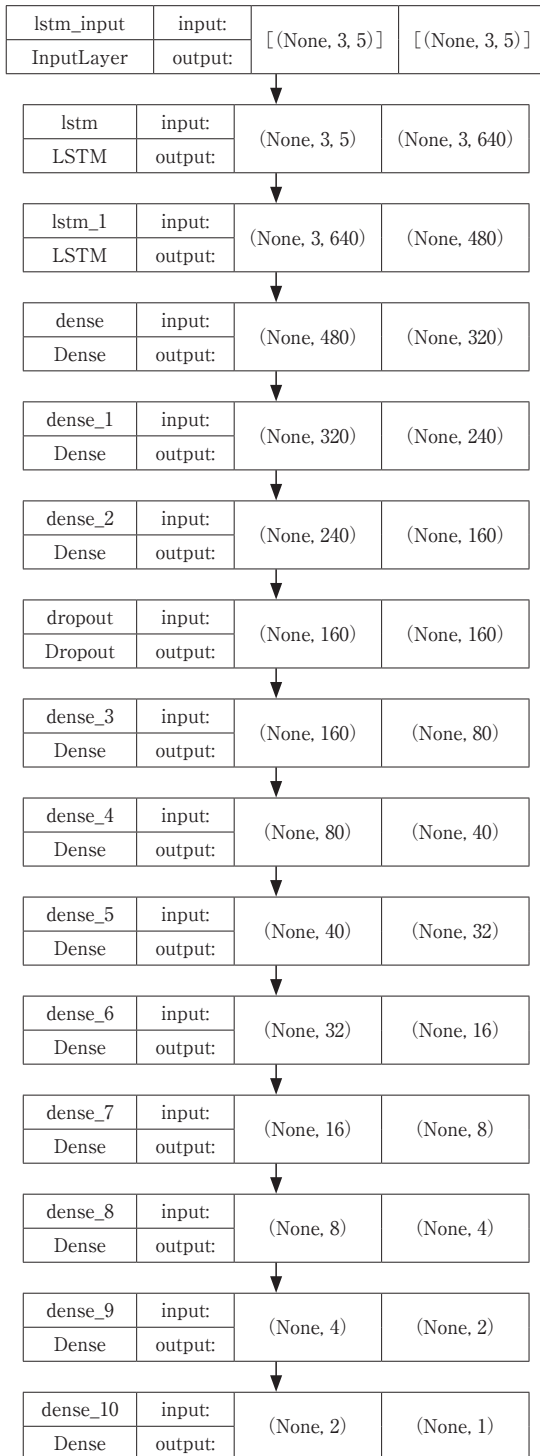 lstm_input input: [(None, 3, 5)] [(None, 3, 5)]
InputLayer output:
lstm input: (None, 3, 5) (None, 3, 640)
LSTM output:
lstm_1 input: (None, 3, 640) (None, 480)
LSTM output:
dense input: (None, 480) (None, 320)
Dense output:
dense_1 input: (None, 320) (None, 240)
Dense output:
dense_2 input: (None, 240) (None, 160)
Dense output:
dropout input: (None, 160) (None, 160)
Dropout output:
dense_3 input: (None, 160) (None, 80)
Dense output:
dense_4 input: (None, 80) (None, 40)
Dense output:
dense_5 input: (None, 40) (None, 32)
Dense output:
dense_6 input: (None, 32) (None, 16)
Dense output:
dense_7 input: (None, 16) (None, 8)
Dense output:
dense_8 input: (None, 8) (None, 4)
Dense output:
dense_9 input: (None, 4) (None, 2)
Dense output:
dense_10 input: (None, 2) (None, 1)
Dense output: